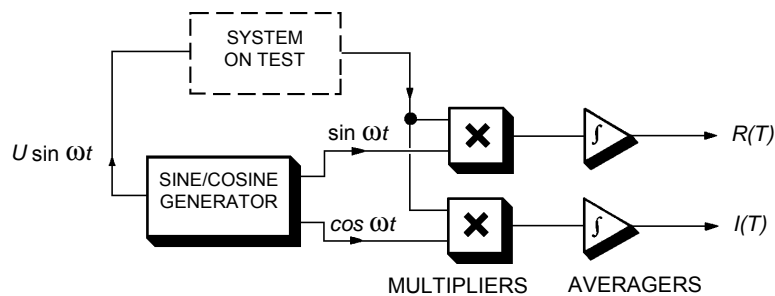 SYSTEM
ON TEST
U sin ωt
sin ωt
R(T)
SINE/COSINE
GENERATOR
cos ωt
I(T)
MULTIPLIERS
AVERAGERS
×
∫
×
∫